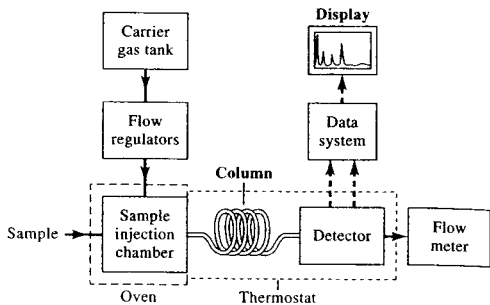 Display
Carrier
gas tank
Flow
regulators
Data
system
Column
Sample
Sample
injection
chamber
Detector
Flow
meter
Oven
Thermostat